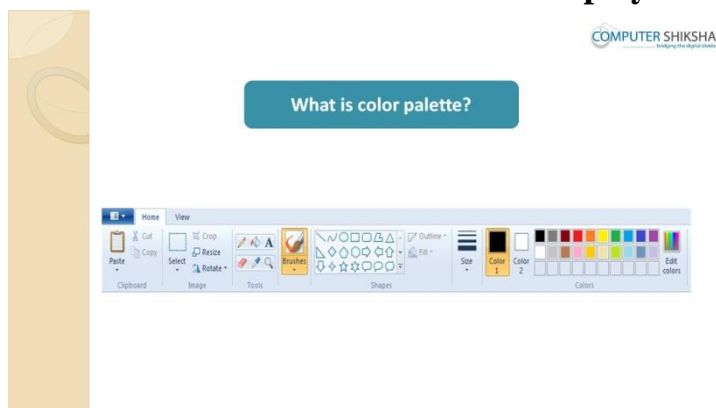 COMPUTER SHIKSHA
bridging the digital divide
What is color palette?
Home View
Cut
Copy
Paste
Clipboard
Select
Crop
Resize
Rotate
Image
A
Tools
Brushes
Outline
Fill
Shapes
Size
Color 1
Color 2
Edit colors
Colors